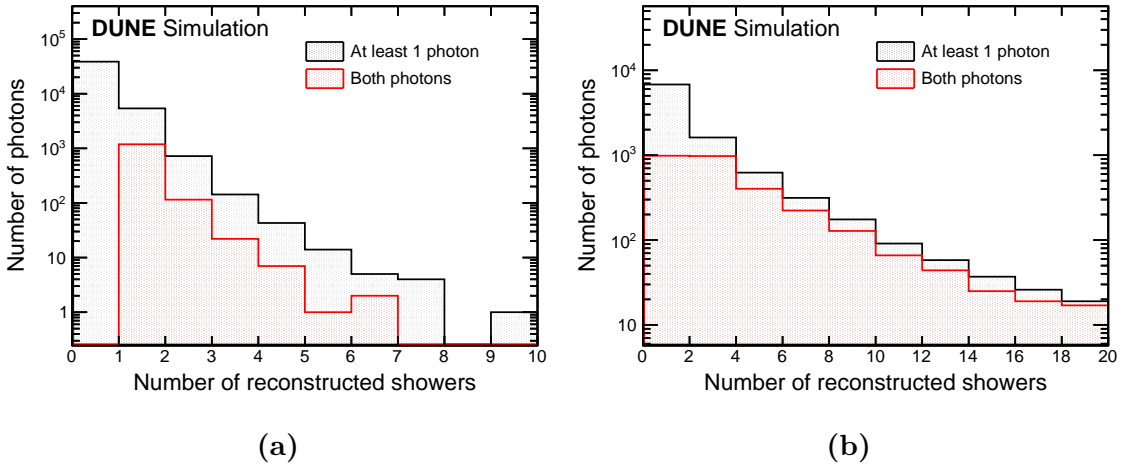 DUNE Simulation
At least 1 photon
Both photons
Number of photons
10^5
10^4
10^3
10^2
10
1
0 1 2 3 4 5 6 7 8 9 10
Number of reconstructed showers
(a)
DUNE Simulation
At least 1 photon
Both photons
Number of photons
10^4
10^3
10^2
10
0 2 4 6 8 10 12 14 16 18 20
Number of reconstructed showers
(b)